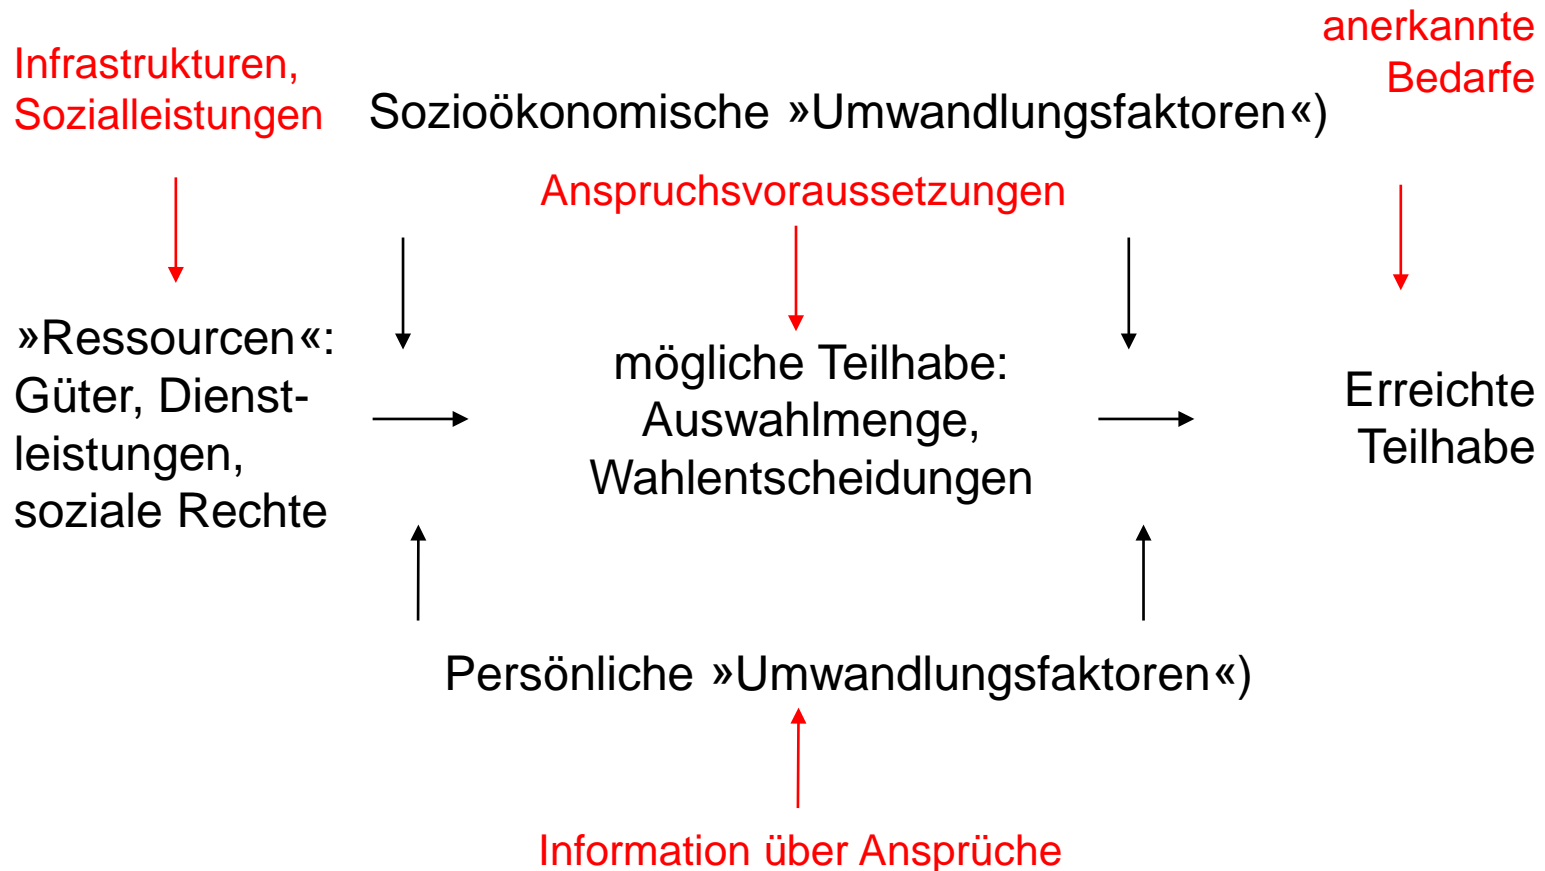 anerkannte
Bedarfe
Infrastrukturen,
Sozialleistungen
Sozioökonomische »Umwandlungsfaktoren«)
Anspruchsvoraussetzungen
»Ressourcen«:
Güter, Dienst-
leistungen,
soziale Rechte
mögliche Teilhabe:
Auswahlmenge,
Wahlentscheidungen
Erreichte
Teilhabe
Persönliche »Umwandlungsfaktoren«)
Information über Ansprüche